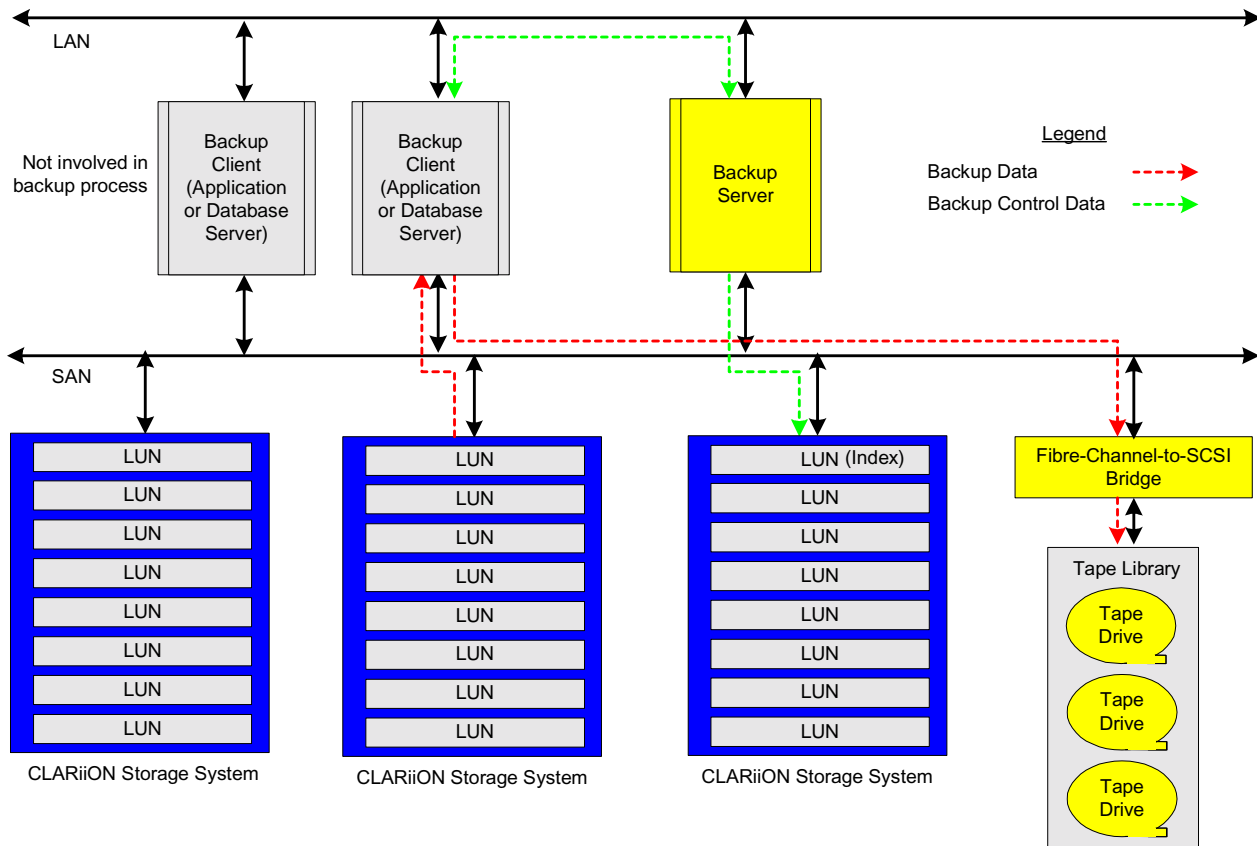 LAN
Not involved in
backup process
Backup
Client
(Application
or Database
Server)
Backup
Client
(Application
or Database
Server)
Backup
Server
Legend
Backup Data
Backup Control Data
SAN
LUN
LUN
LUN
LUN
LUN
LUN
LUN
LUN
CLARiiON Storage System
LUN
LUN
LUN
LUN
LUN
LUN
LUN
LUN
CLARiiON Storage System
LUN (Index)
LUN
LUN
LUN
LUN
LUN
LUN
LUN
CLARiiON Storage System
Fibre-Channel-to-SCSI
Bridge
Tape Library
Tape
Drive
Tape
Drive
Tape
Drive